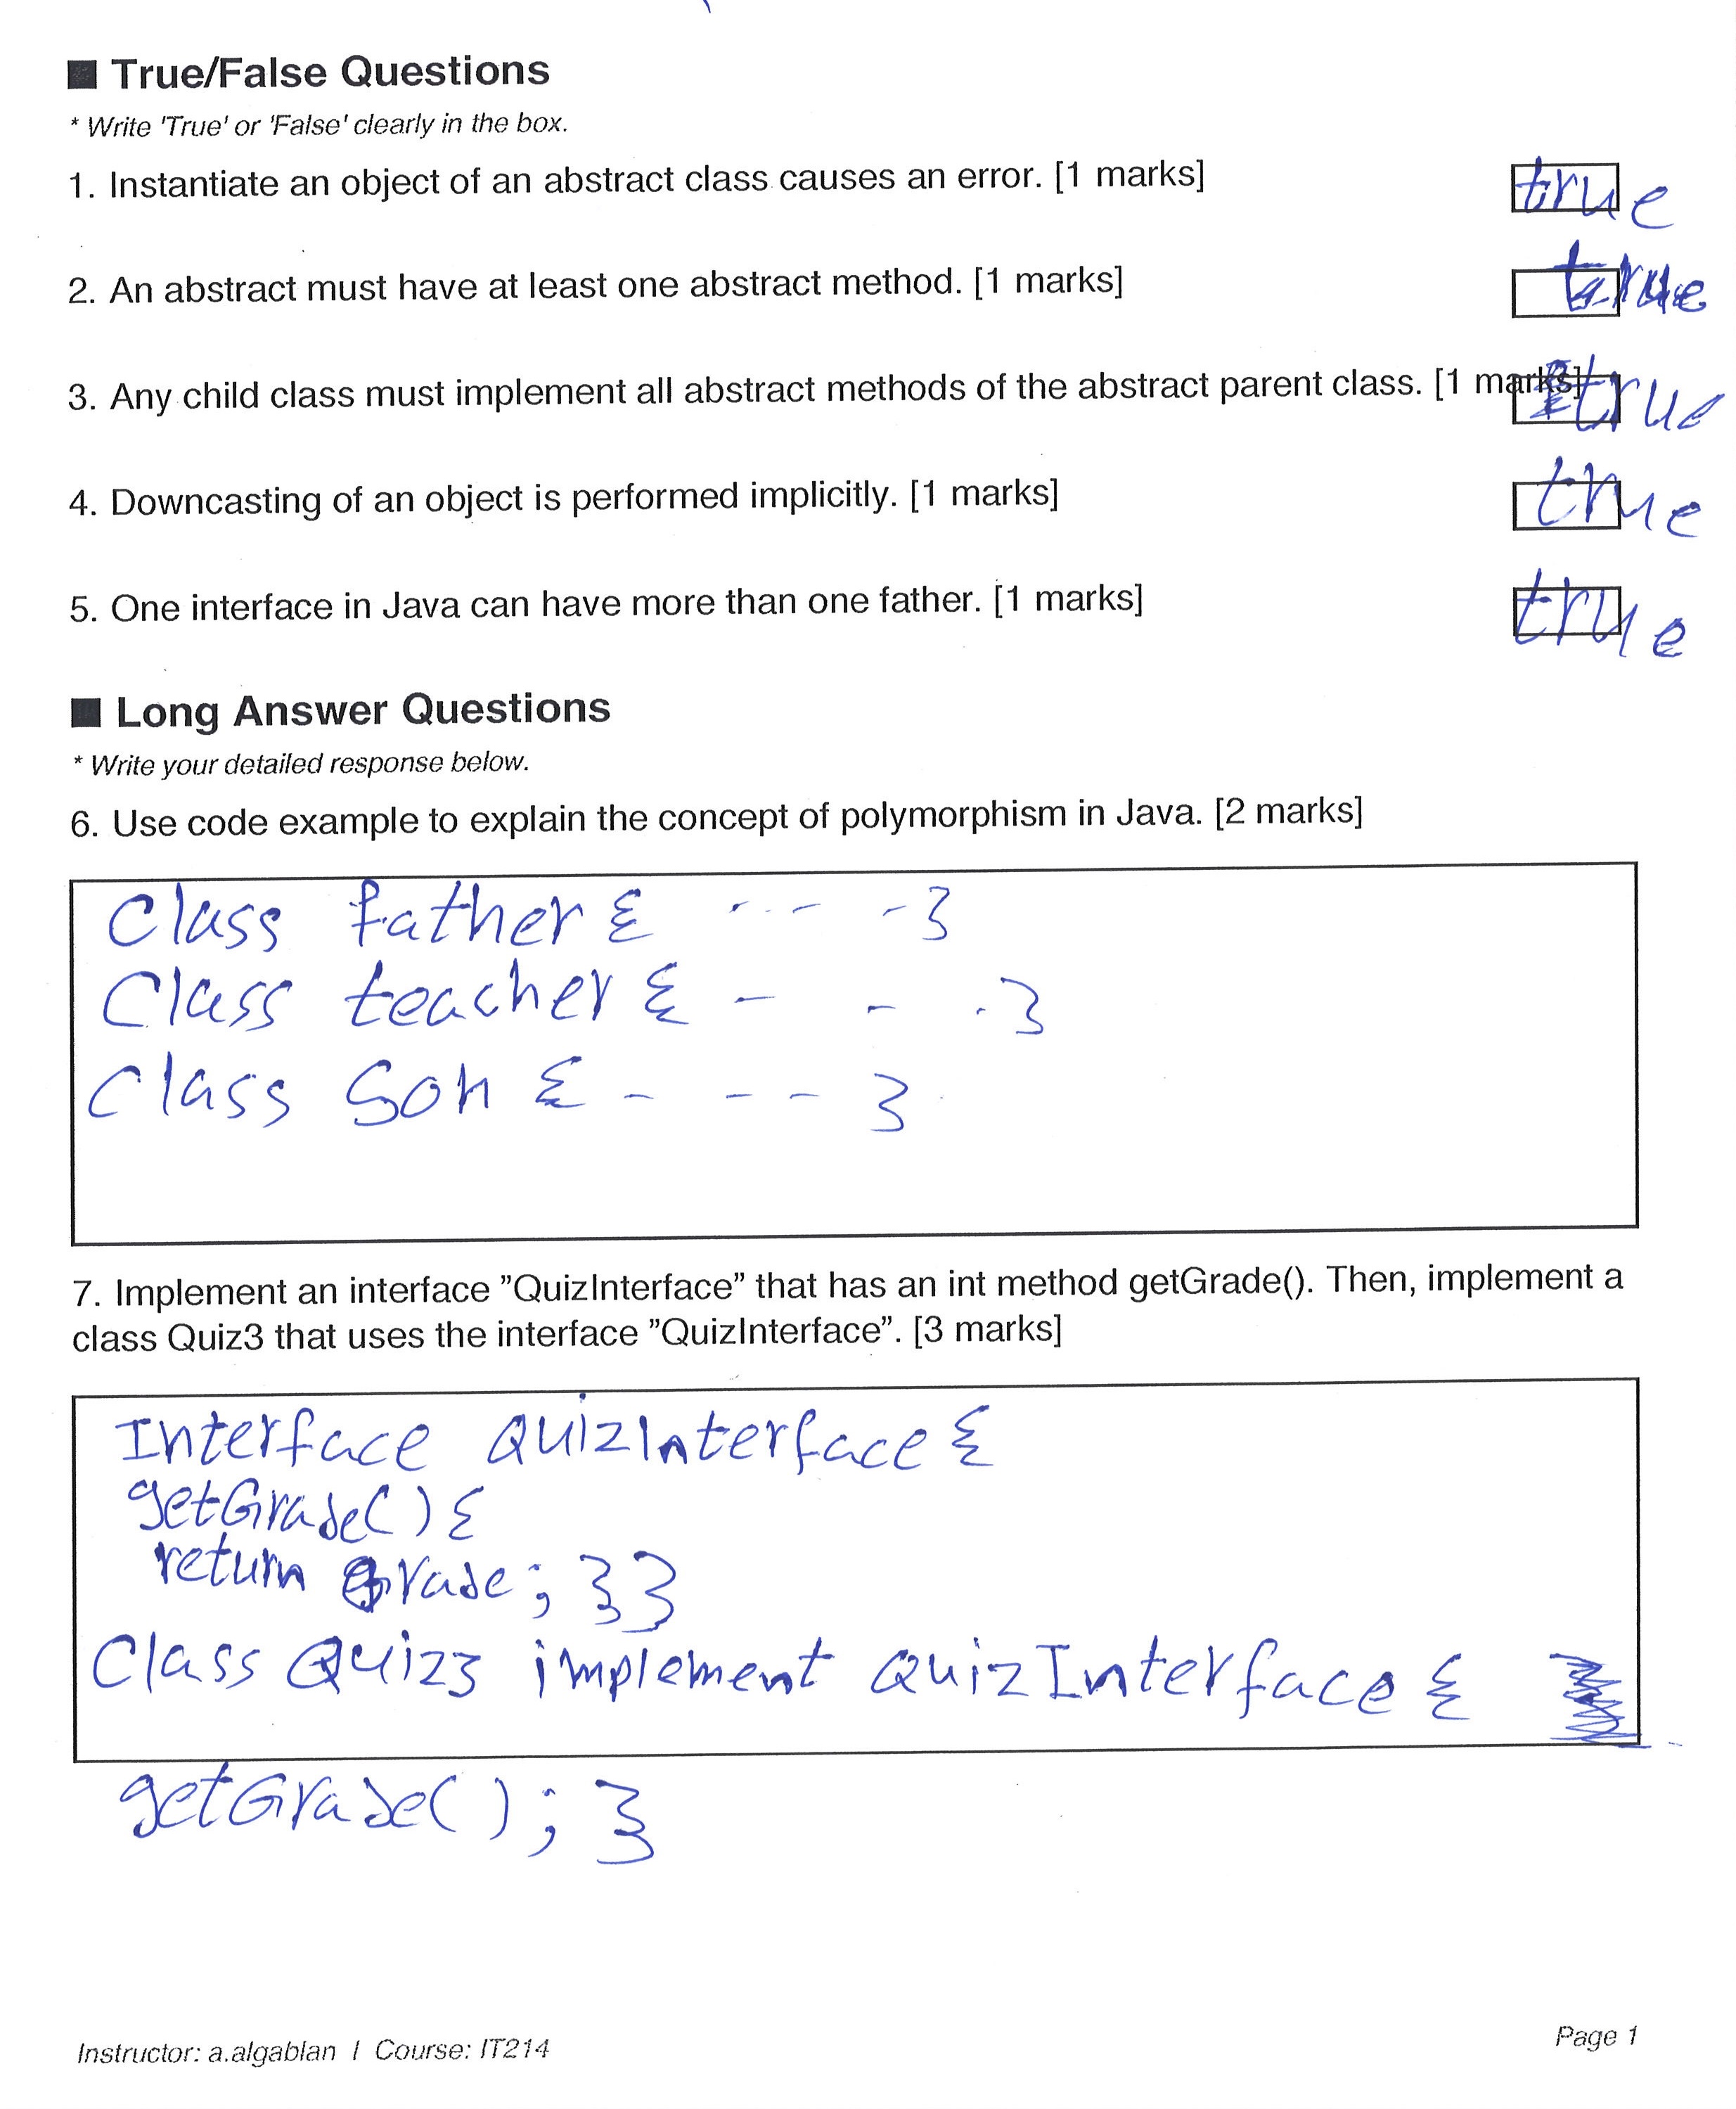 ■ True/False Questions
* Write 'True' or 'False' clearly in the box.
1. Instantiate an object of an abstract class causes an error. [1 marks]
true
2. An abstract must have at least one abstract method. [1 marks]
true
3. Any child class must implement all abstract methods of the abstract parent class. [1 marks]
true
4. Downcasting of an object is performed implicitly. [1 marks]
true
5. One interface in Java can have more than one father. [1 marks]
true
■ Long Answer Questions
* Write your detailed response below.
6. Use code example to explain the concept of polymorphism in Java. [2 marks]
Class father { - - - - }
Class teacher { - - - }
Class Son { - - - }
7. Implement an interface ”QuizInterface” that has an int method getGrade(). Then, implement a
class Quiz3 that uses the interface ”QuizInterface”. [3 marks]
Interface QuizInterface {
getGrade() {
return Grade; } }
Class Quiz3 implement QuizInterface {
getGrade(); }
Instructor: a.algablan | Course: IT214
Page 1